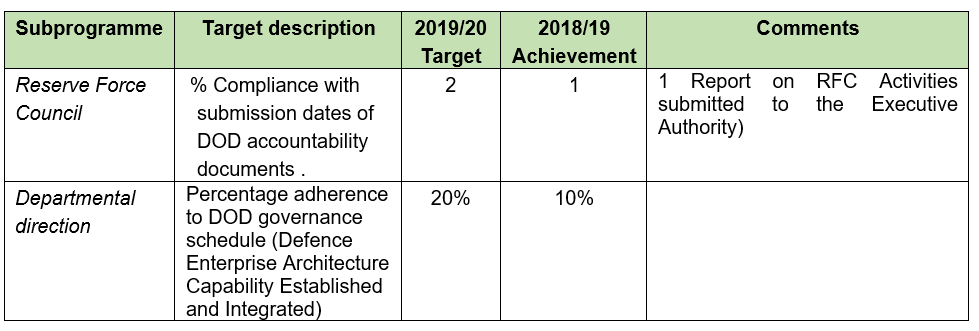 Subprogramme Target description 2019/20 Target 2018/19 Achievement Comments
Reserve Force
Council
% Compliance with
submission dates of
DOD accountability
documents .
2
1
1 Report on RFC Activities
submitted to the Executive
Authority)
Departmental
direction
Percentage adherence
to DOD governance
schedule (Defence
Enterprise Architecture
Capability Established
and Integrated)
20%
10%